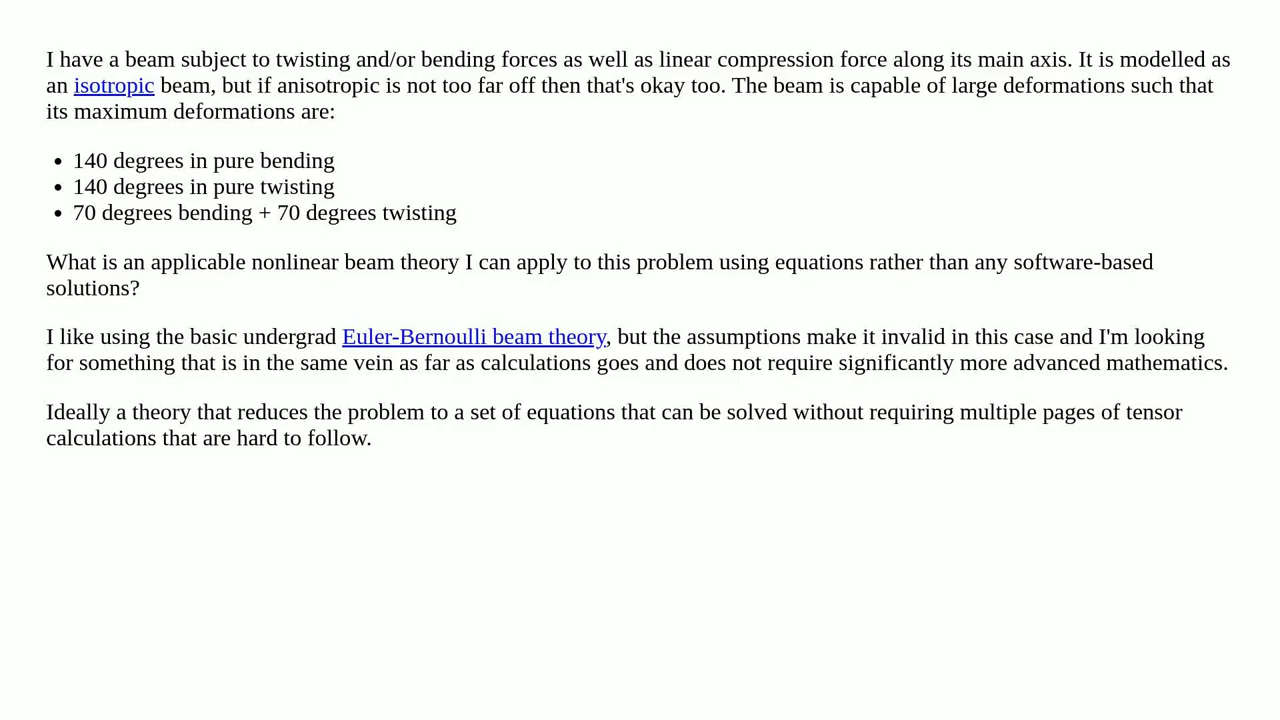 I have a beam subject to twisting and/or bending forces as well as linear compression force along its main axis. It is modelled as
an isotropic beam, but if anisotropic is not too far off then that's okay too. The beam is capable of large deformations such that
its maximum deformations are:
• 140 degrees in pure bending
• 140 degrees in pure twisting
• 70 degrees bending + 70 degrees twisting
What is an applicable nonlinear beam theory I can apply to this problem using equations rather than any software-based
solutions?
I like using the basic undergrad Euler-Bernoulli beam theory, but the assumptions make it invalid in this case and I'm looking
for something that is in the same vein as far as calculations goes and does not require significantly more advanced mathematics.
Ideally a theory that reduces the problem to a set of equations that can be solved without requiring multiple pages of tensor
calculations that are hard to follow.